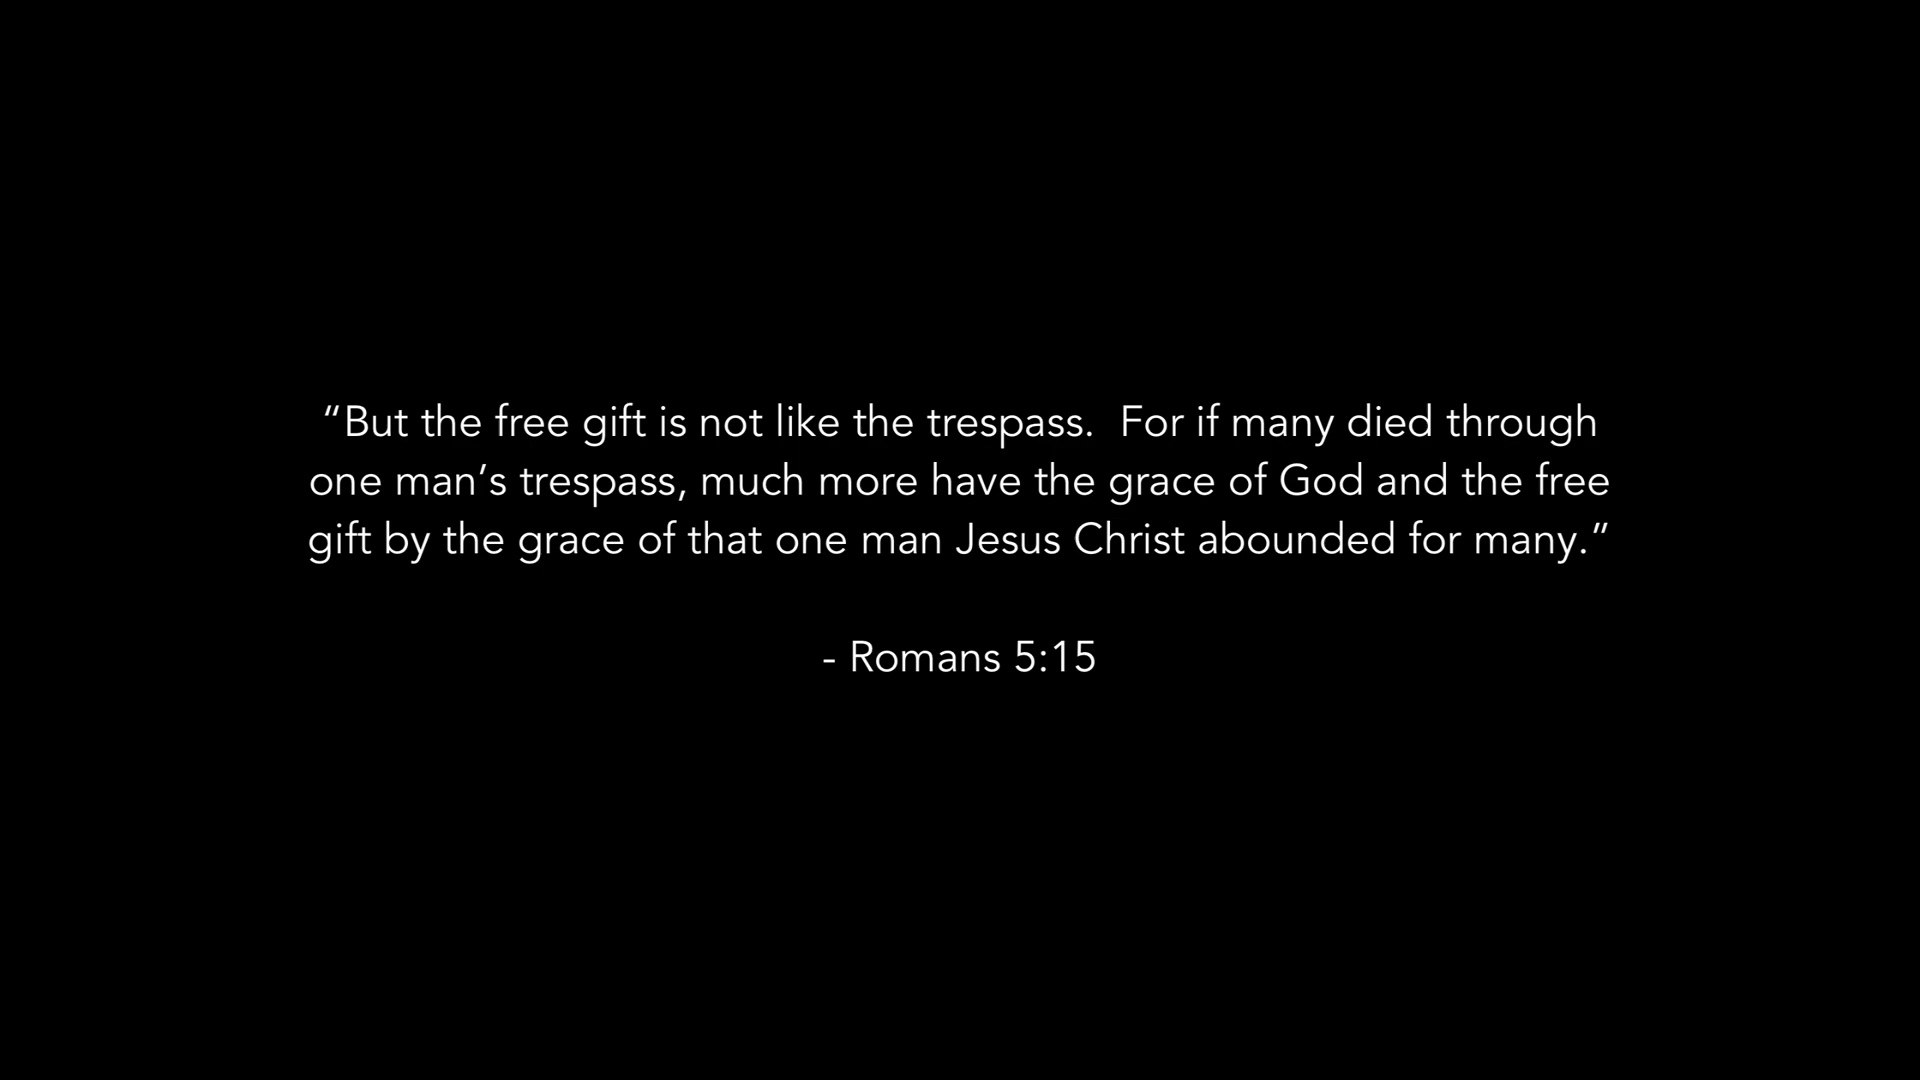 “But the free gift is not like the trespass.  For if many died through
one man’s trespass, much more have the grace of God and the free
gift by the grace of that one man Jesus Christ abounded for many.”
- Romans 5:15